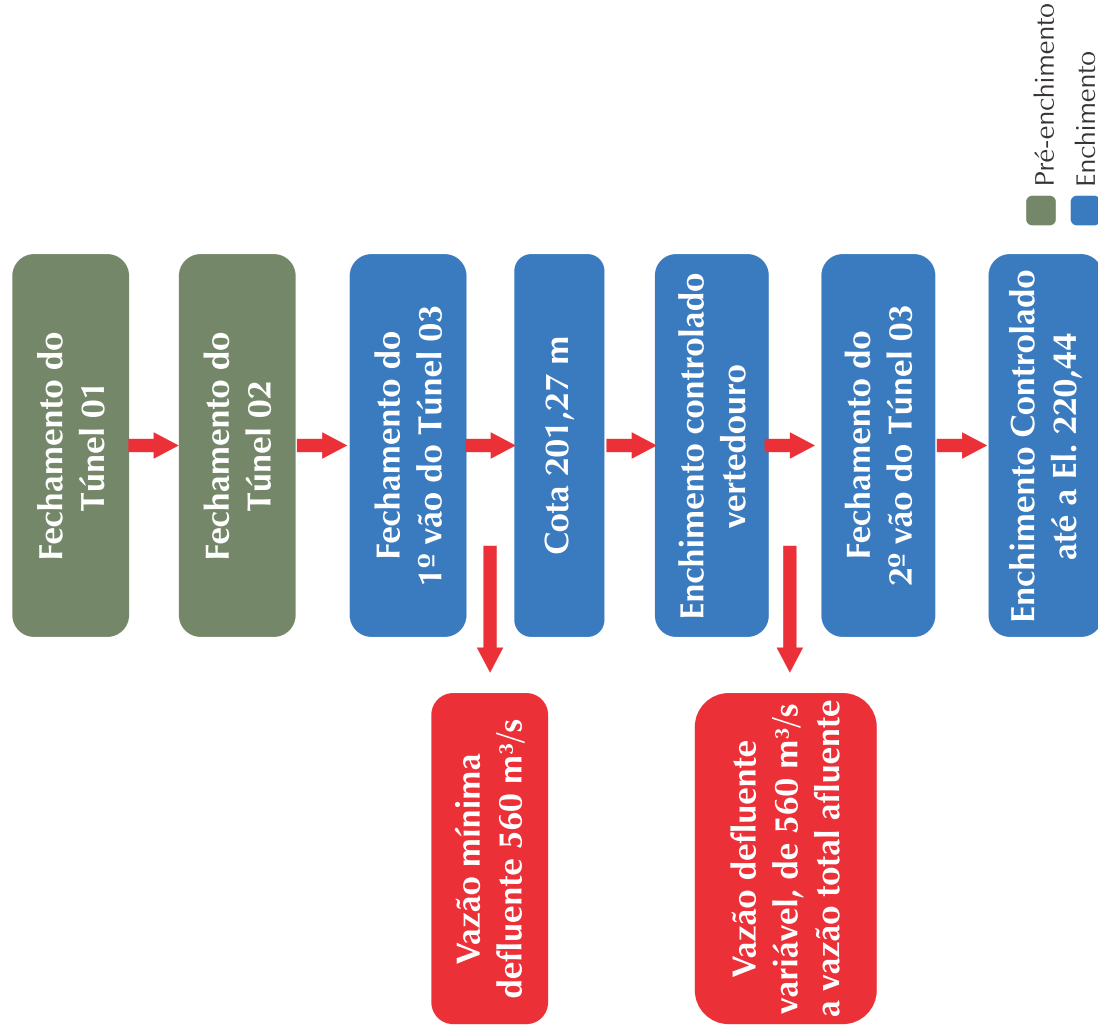 Fechamento do
Túnel 01
Fechamento do
Túnel 02
Fechamento do
1º vão do Túnel 03
Vazão mínima
defluente 560 m³/s
Cota 201,27 m
Enchimento controlado
vertedouro
Vazão defluente
variável, de 560 m³/s
a vazão total afluente
Fechamento do
2º vão do Túnel 03
Enchimento Controlado
até a El. 220,44
Pré-enchimento
Enchimento